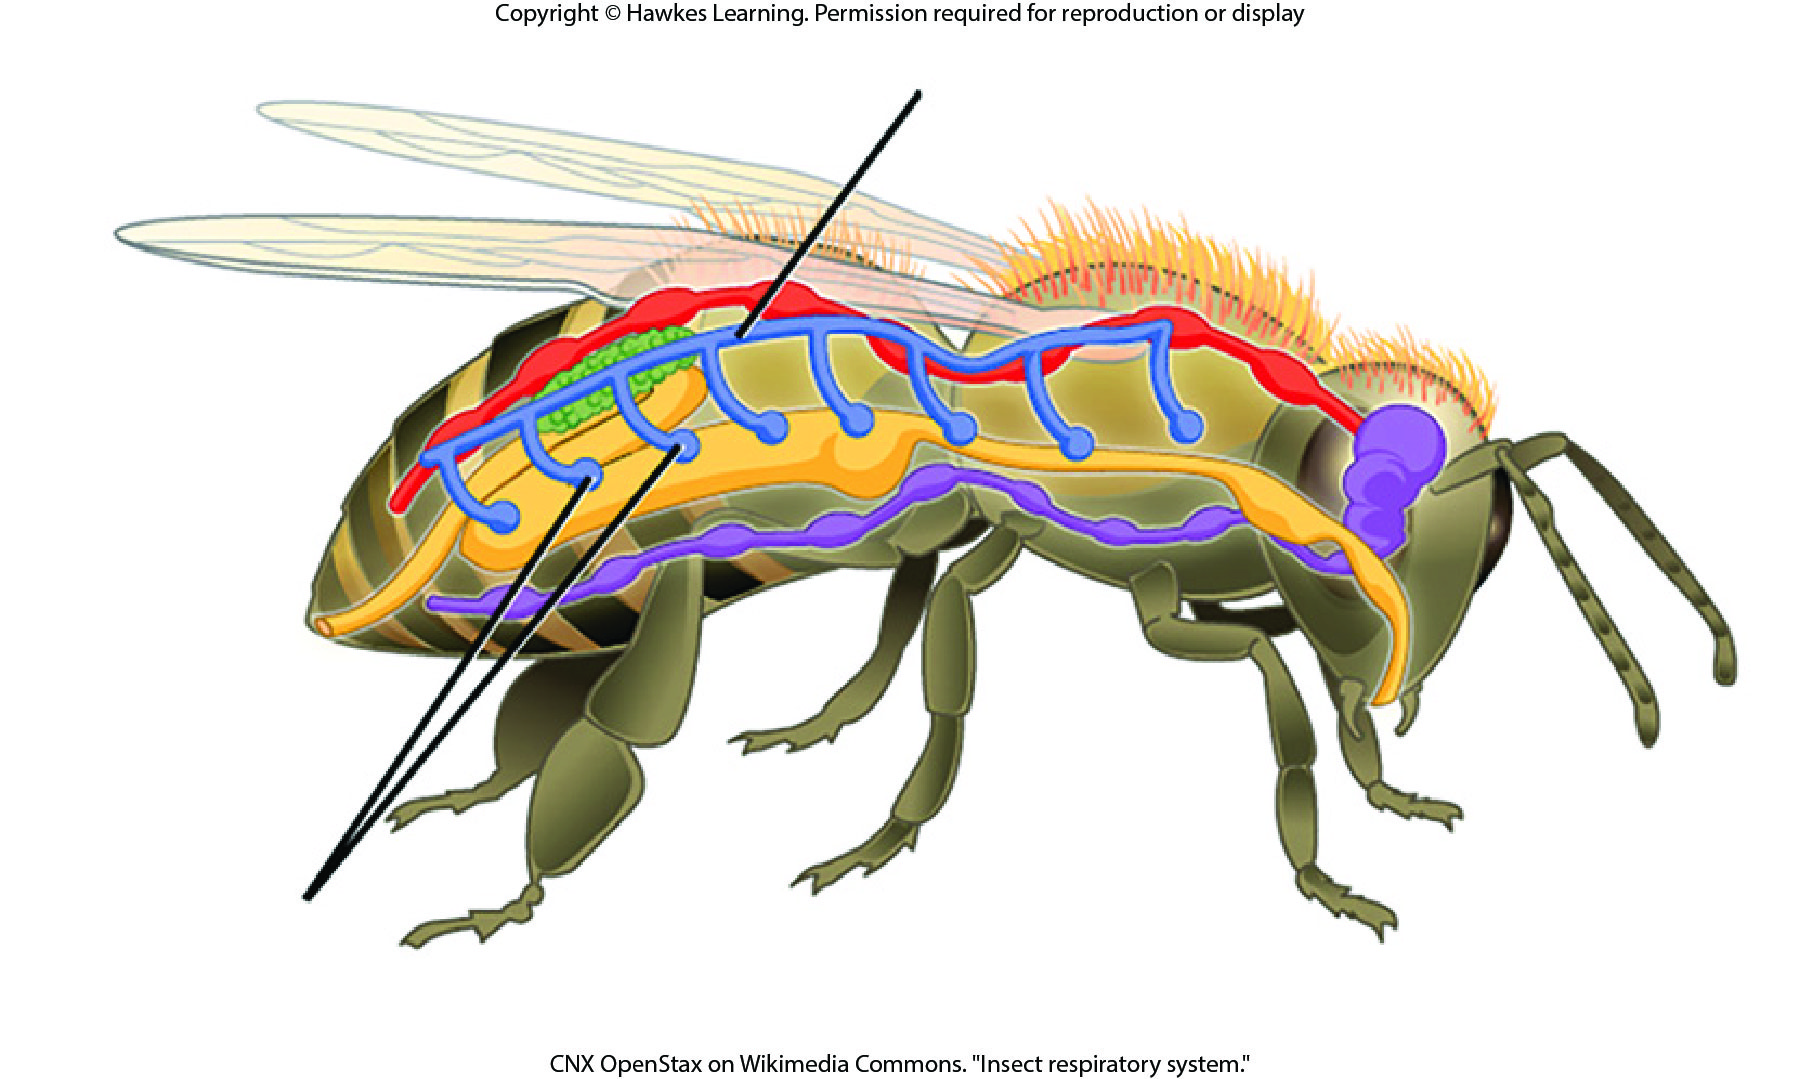 Copyright © Hawkes Learning. Permission required for reproduction or display
CNX OpenStax on Wikimedia Commons. "Insect respiratory system."